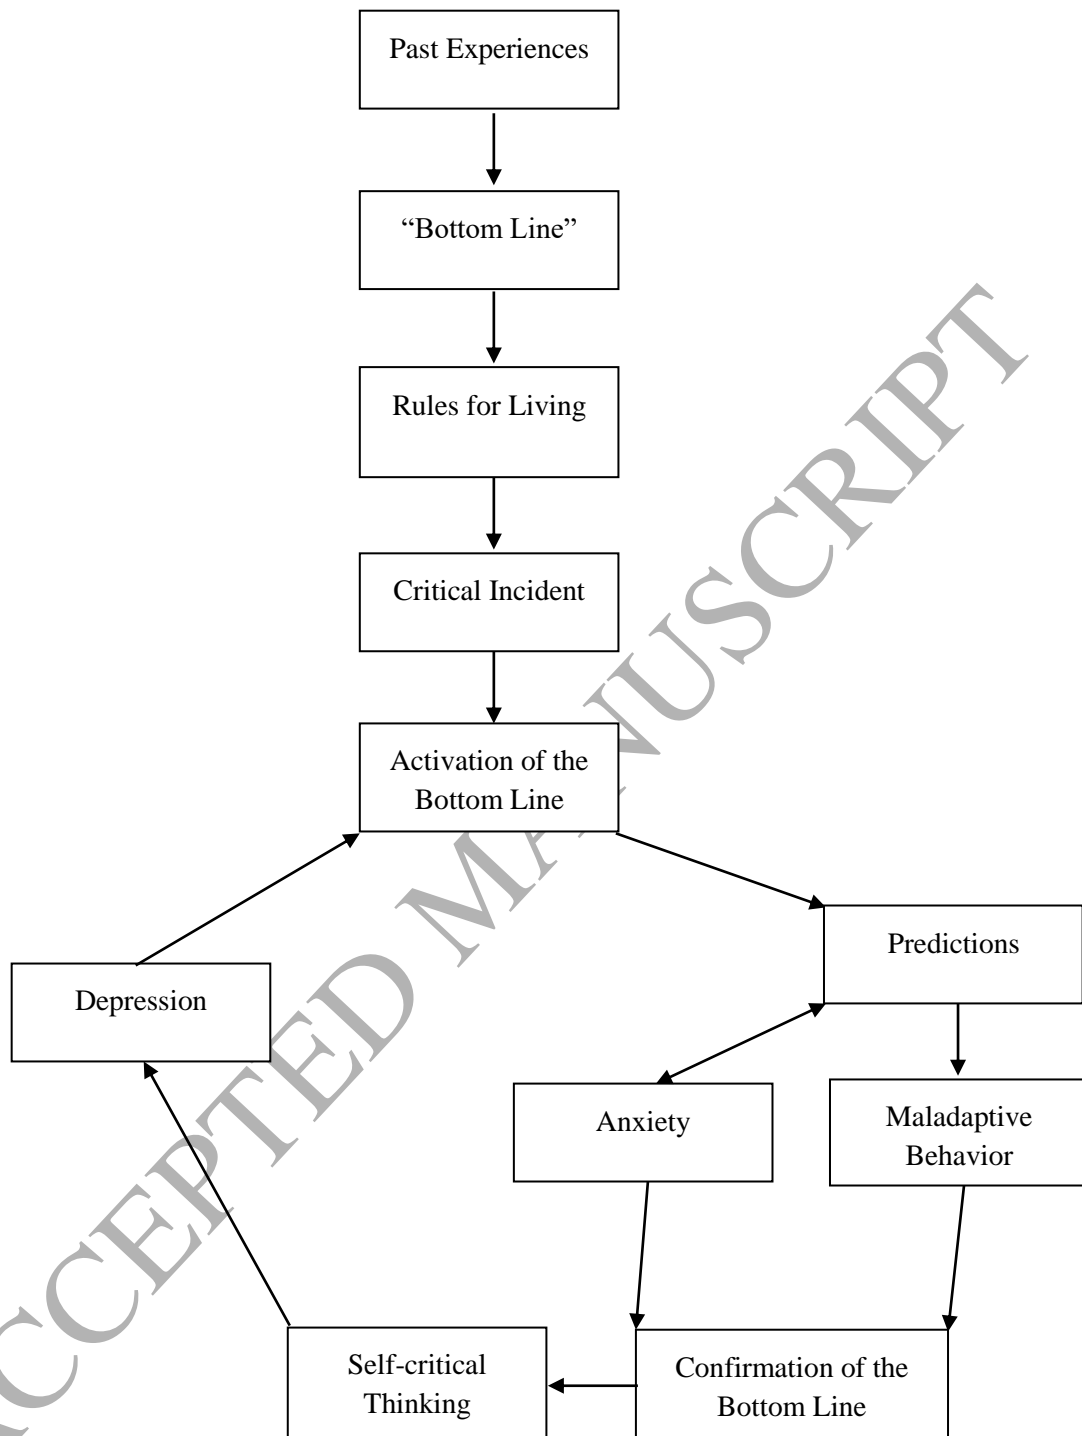 Past Experiences
“Bottom Line”
Rules for Living
Critical Incident
Activation of the
Bottom Line
Predictions
Depression
Anxiety
Maladaptive
Behavior
Self-critical
Thinking
Confirmation of the
Bottom Line
ACCEPTED MANUSCRIPT